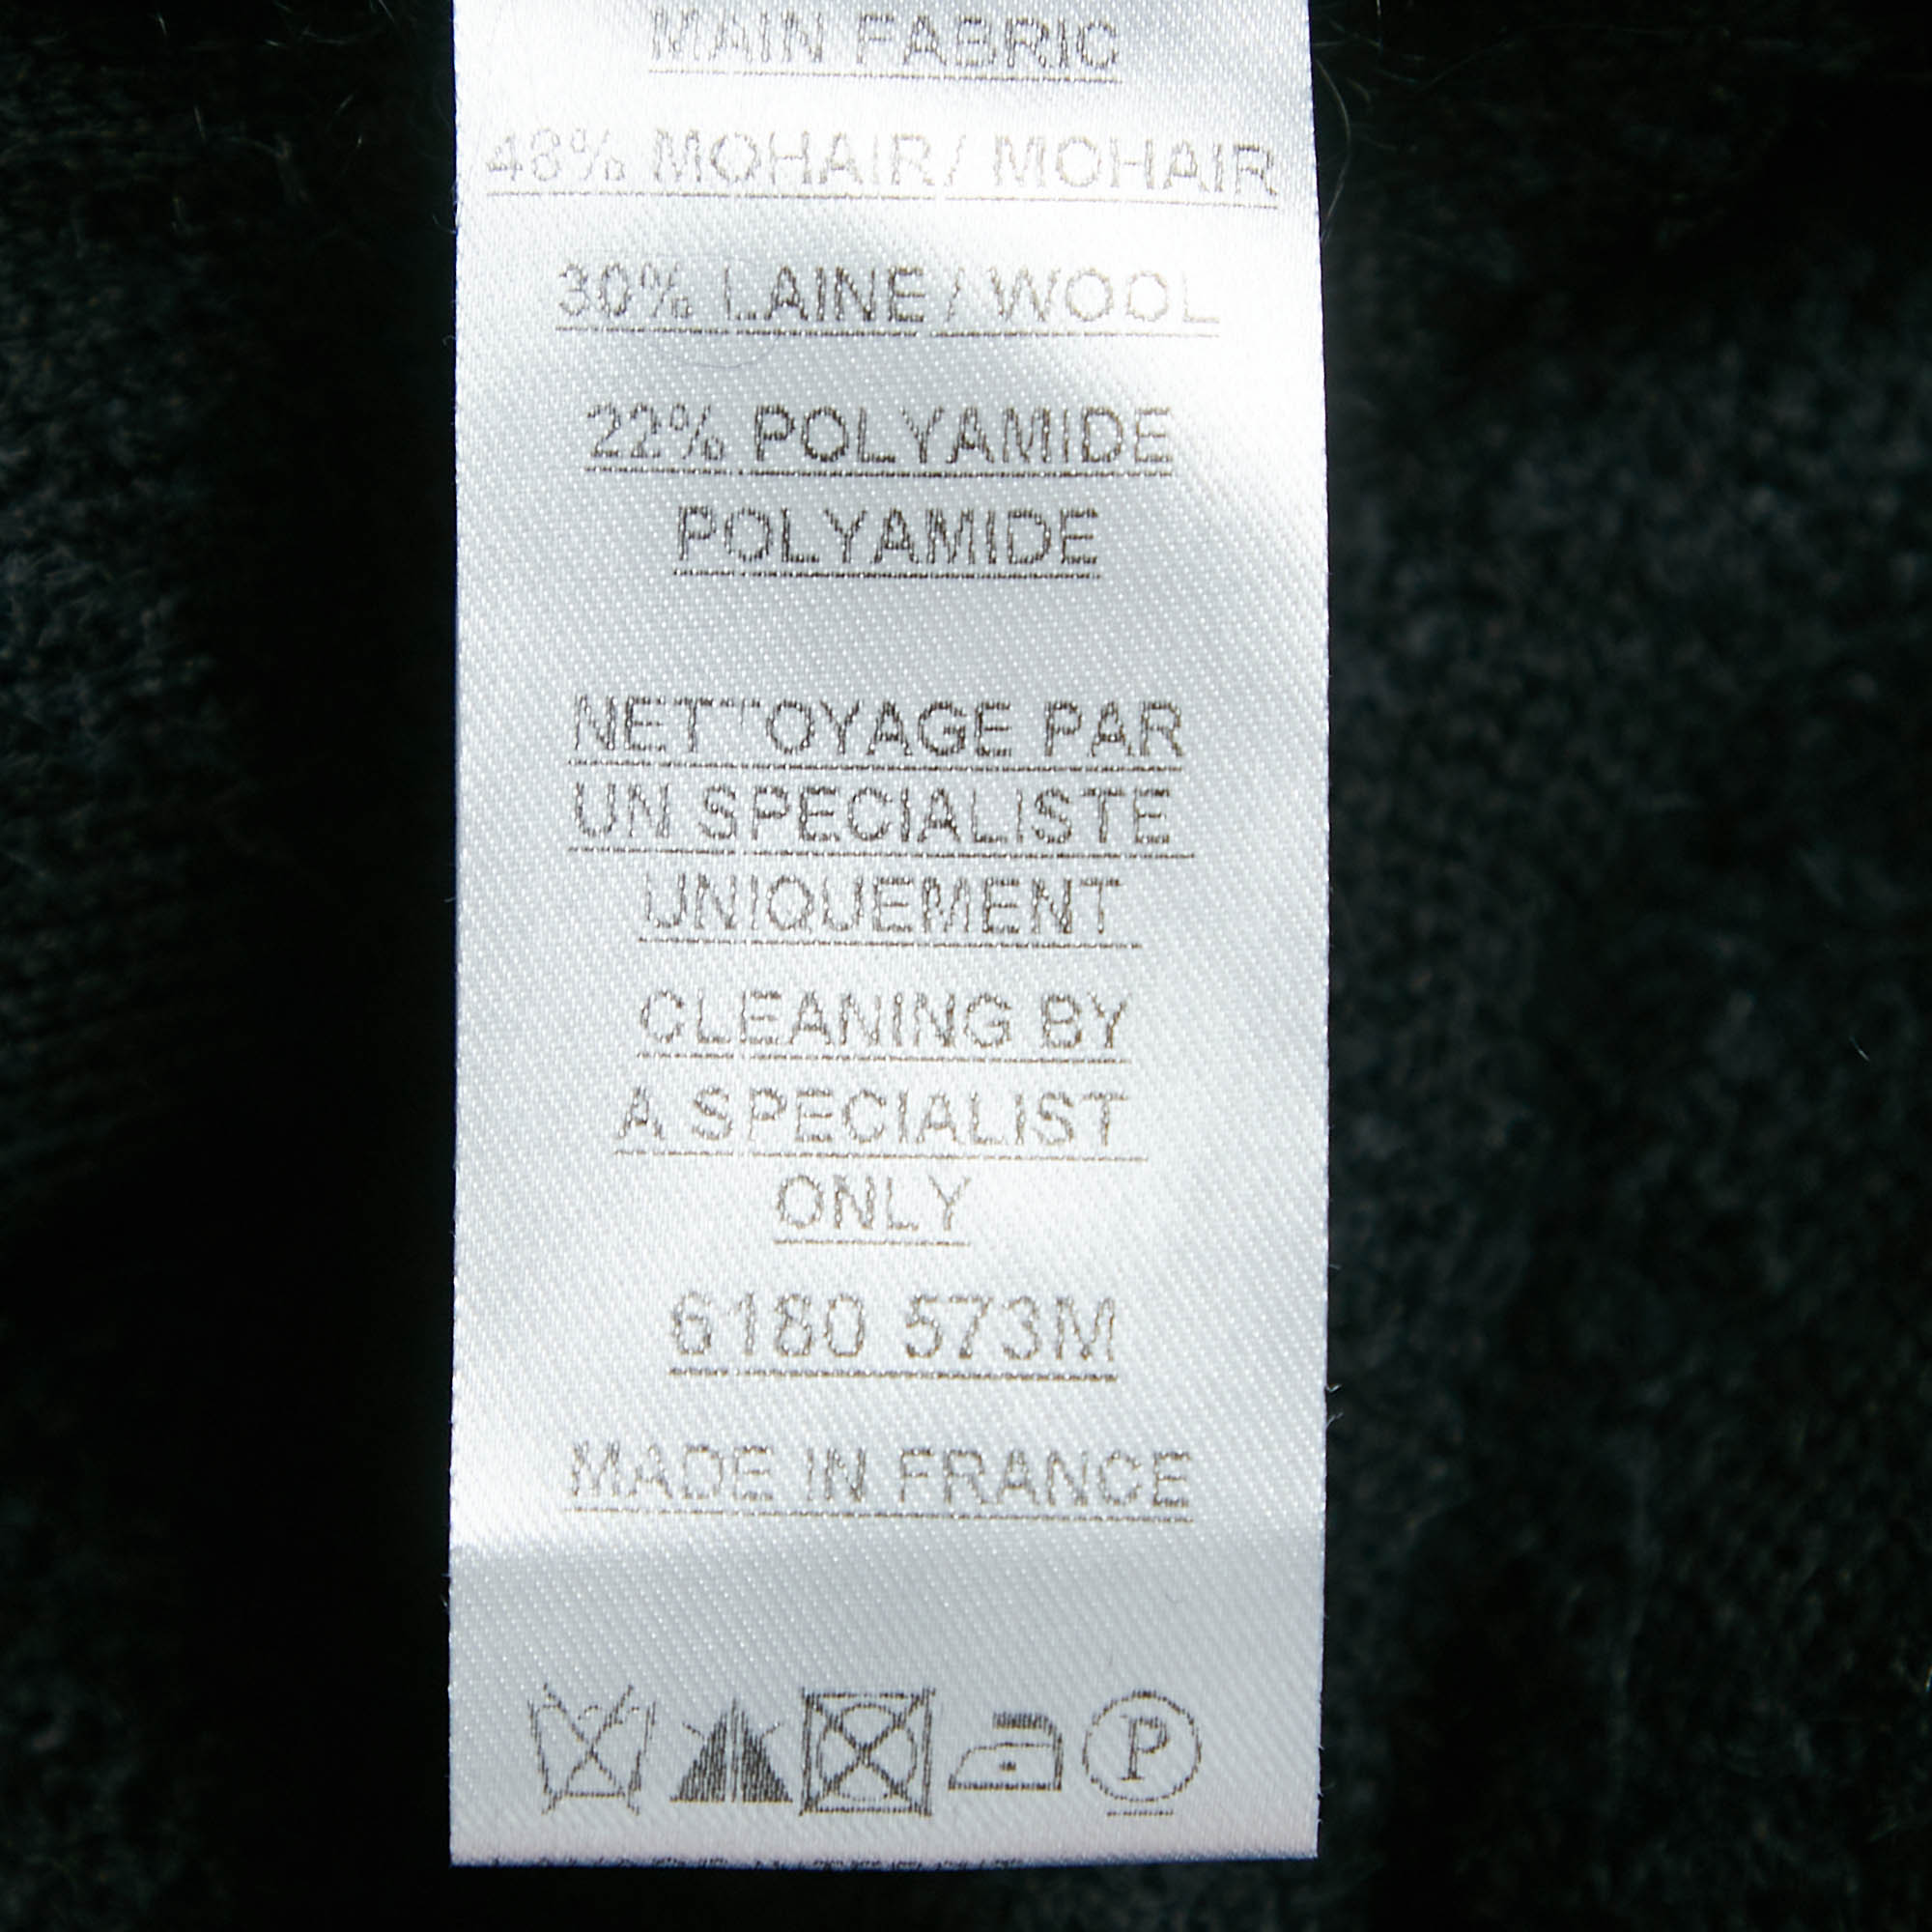 MAIN FABRIC
48% MOHAIR/ MOHAIR
30% LAINE/ WOOL
22% POLYAMIDE
POLYAMIDE
NETTOYAGE PAR
UN SPECIALISTE
UNIQUEMENT
CLEANING BY
A SPECIALIST
ONLY
6180 573M
MADE IN FRANCE
P